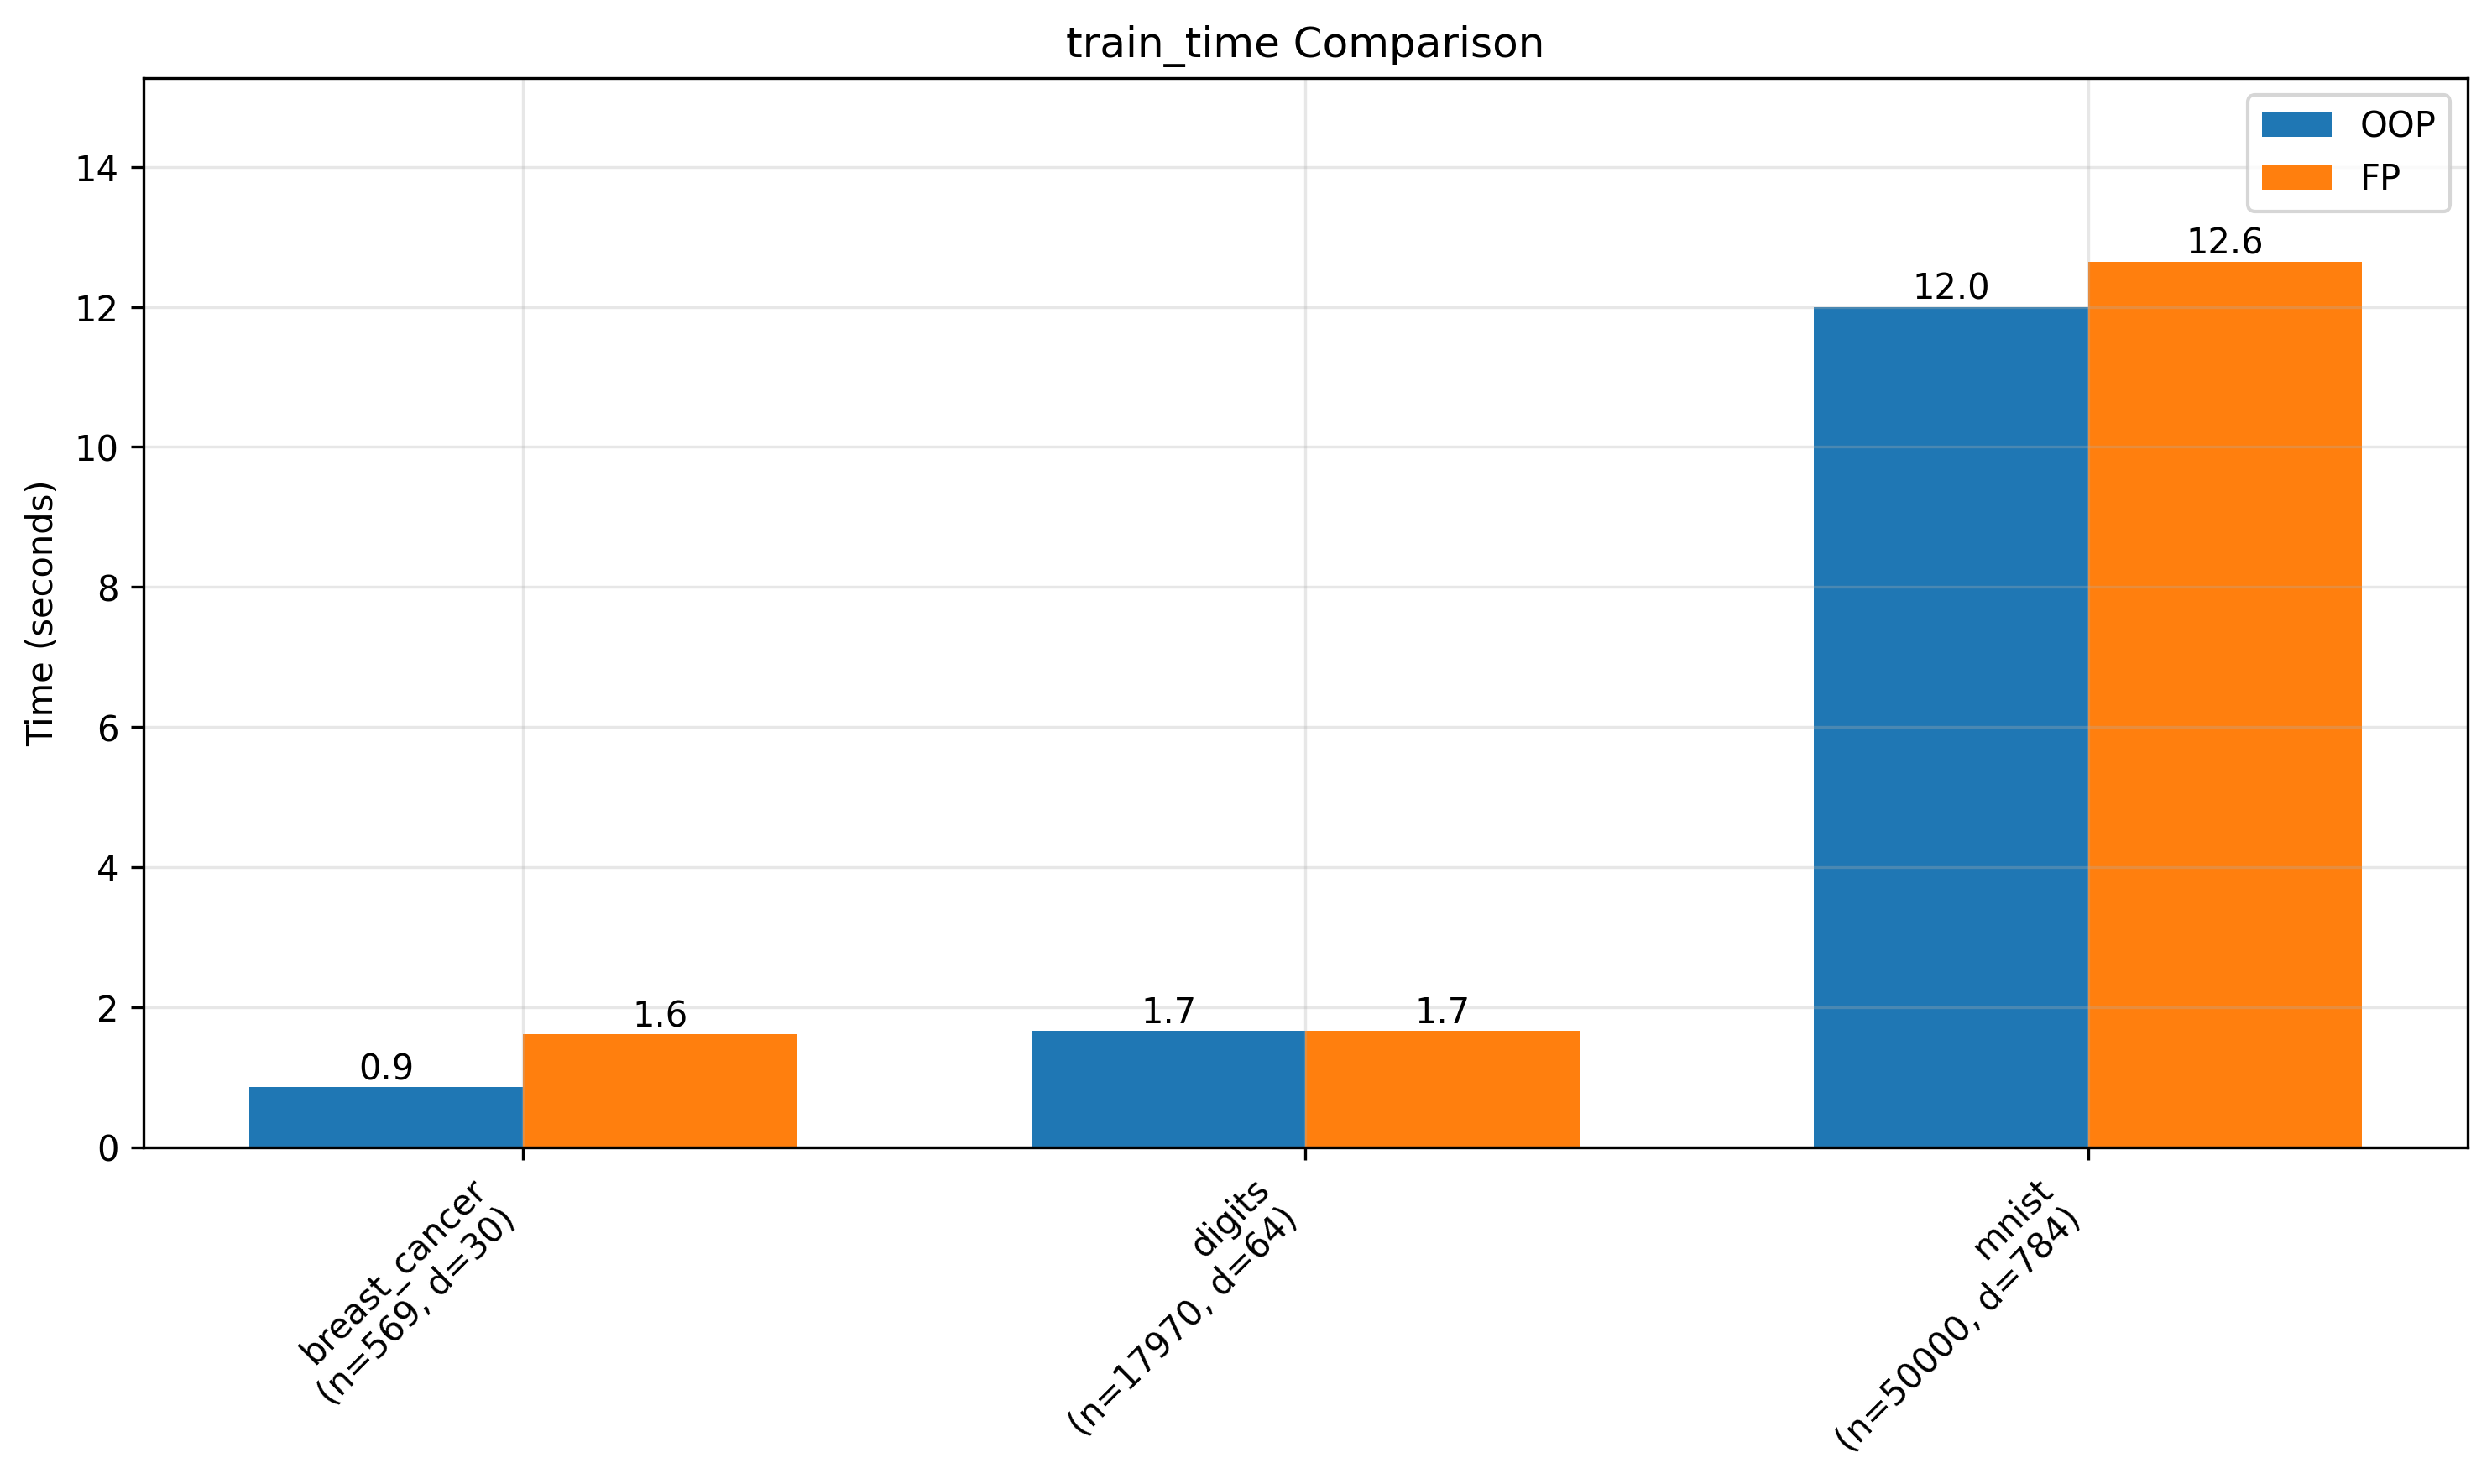 train_time Comparison
OOP
FP
Time (seconds)
14
12
10
8
6
4
2
0
0.9
1.6
1.7
1.7
12.0
12.6
breast_cancer
(n=569, d=30)
digits
(n=17970, d=64)
mnist
(n=50000, d=784)